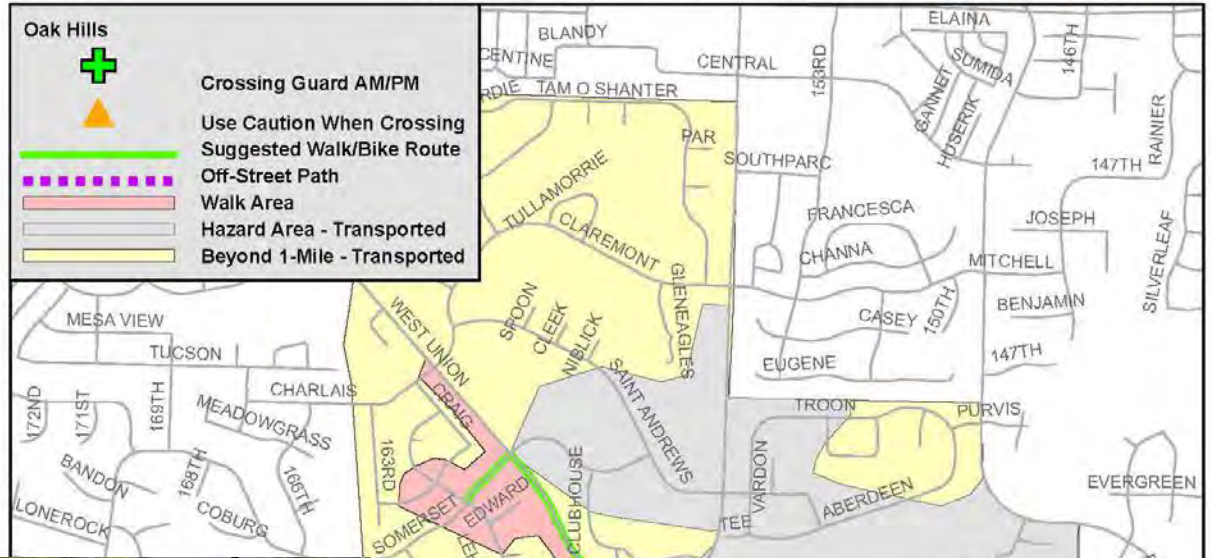 Oak Hills
Crossing Guard AM/PM
Use Caution When Crossing
Suggested Walk/Bike Route
Off-Street Path
Walk Area
Hazard Area - Transported
Beyond 1-Mile - Transported
BLANDY
ELAINA
CENTINE
CENTRAL
153RD
SUMIDA
146TH
RDIE
TAM O SHANTER
GANNET
HUSERIK
PAR
SOUTHPARC
RAINIER
147TH
TULLAMORRIE
CLAREMONT
FRANCESCA
JOSEPH
CHANNA
MITCHELL
GLENEAGLES
SILVERLEAF
WEST UNION
SPOON
CLEEK
NIBLICK
CASEY
150TH
BENJAMIN
MESA VIEW
TUCSON
EUGENE
147TH
CHARLAIS
CRAIG
SAINT ANDREWS
172ND
171ST
169TH
MEADOWGRASS
TROON
PURVIS
163RD
BANDON
168TH
166TH
CLUBHOUSE
VARDON
ABERDEEN
EVERGREEN
LONEROCK
COBURG
SOMERSET
EDWARD
TEE